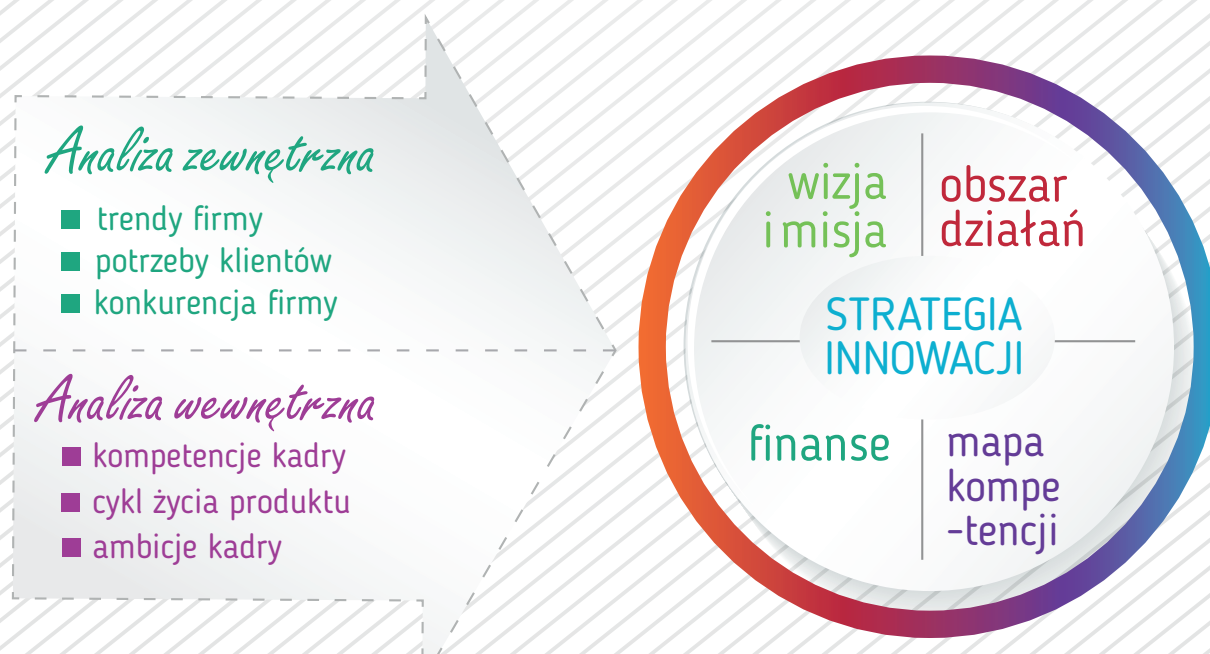 Analiza zewnętrzna
trendy firmy
potrzeby klientów
konkurencja firmy
Analiza wewnętrzna
kompetencje kadry
cykl życia produktu
ambicje kadry
wizja
i misja
obszar
działań
STRATEGIA
INNOWACJI
finanse
mapa
kompe
-tencji